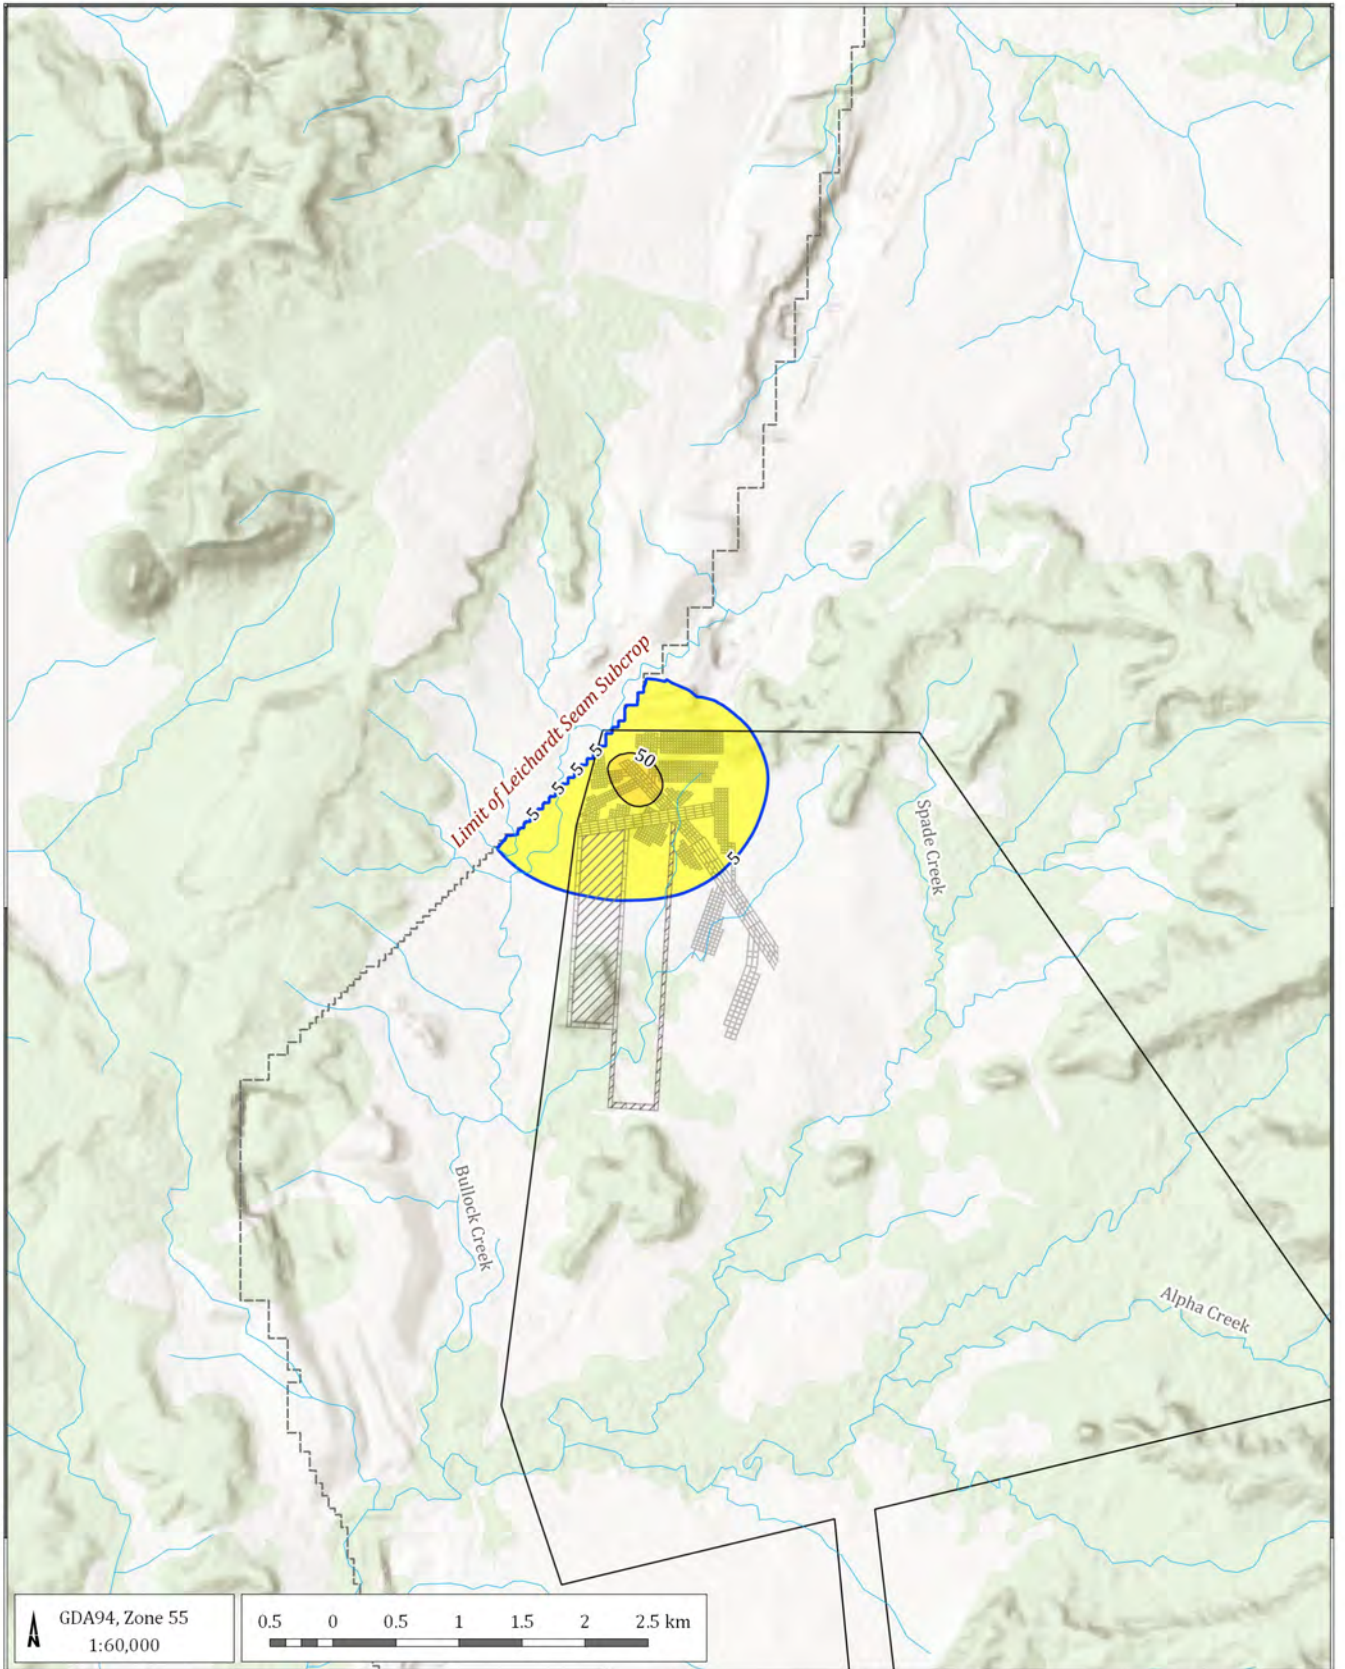 Limit of Leichardt Seam Subcrop
50
5
5
5
5
5
Spade Creek
Bullock Creek
Alpha Creek
N
GDA94, Zone 55
1:60,000
0.5 0 0.5 1 1.5 2 2.5 km